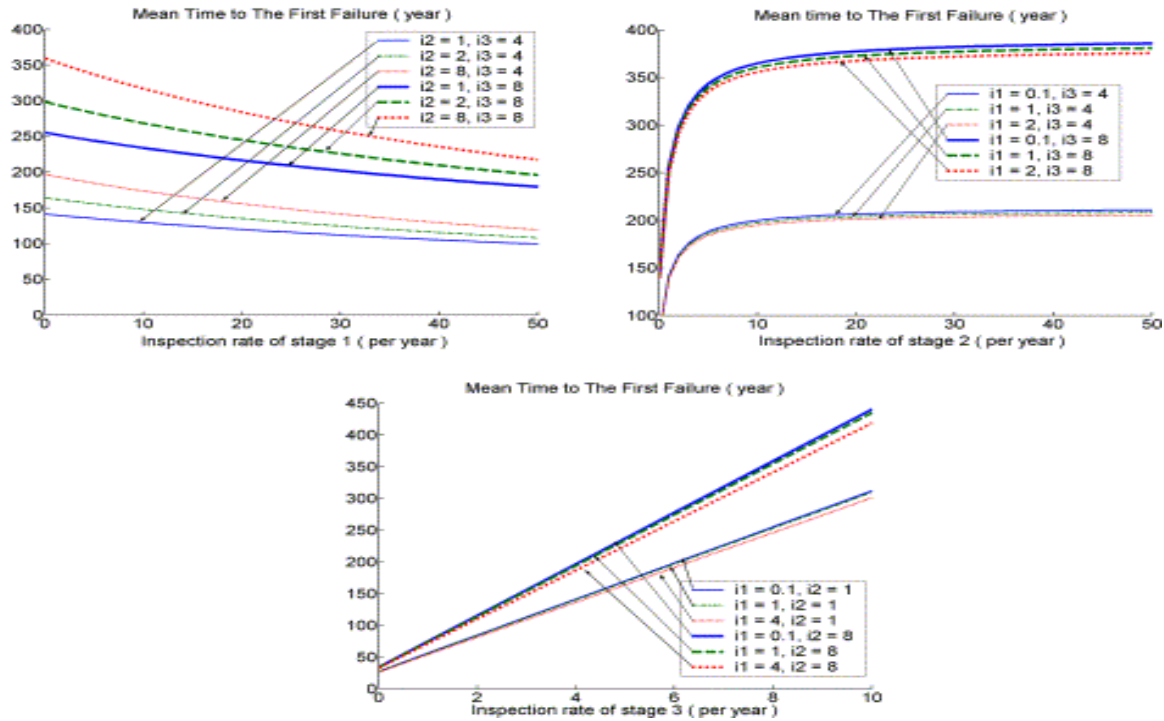 Mean Time to The First Failure ( year )
400
350
300
250
200
150
100
50
0
i2 = 1, i3 = 4
i2 = 2, i3 = 4
i2 = 8, i3 = 4
i2 = 1, i3 = 8
i2 = 2, i3 = 8
i2 = 8, i3 = 8
0 10 20 30 40 50
Inspection rate of stage 1 ( per year )
Mean time to The First Failure ( year )
400
350
300
250
200
150
100
i1 = 0.1, i3 = 4
i1 = 1, i3 = 4
i1 = 2, i3 = 4
i1 = 0.1, i3 = 8
i1 = 1, i3 = 8
i1 = 2, i3 = 8
0 10 20 30 40 50
Inspection rate of stage 2 ( per year )
Mean Time to The First Failure ( year )
450
400
350
300
250
200
150
100
50
0
i1 = 0.1, i2 = 1
i1 = 1, i2 = 1
i1 = 4, i2 = 1
i1 = 0.1, i2 = 8
i1 = 1, i2 = 8
i1 = 4, i2 = 8
0 2 4 6 8 10
Inspection rate of stage 3 ( per year )